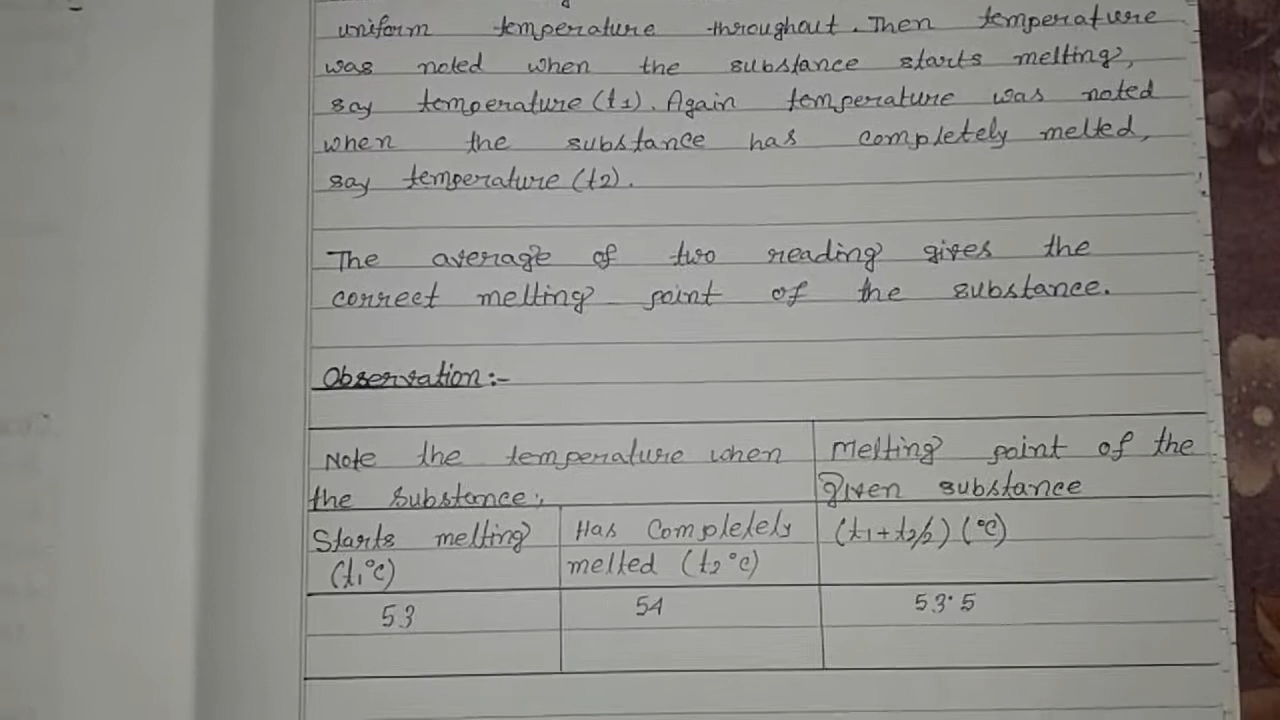 uniform temperature throughout. Then temperature
was noted when the substance starts melting,
say temperature (t1). Again temperature was noted
when the substance has completely melted,
say temperature (t2).
The average of two reading gives the
correct melting point of the substance.
Observation:-
Note the temperature when
the substance:,
Melting point of the
given substance
(t1+t2/2) (°C)
Starts melting
(t1°C)
Has Completely
melted (t2°C)
53
54
53.5